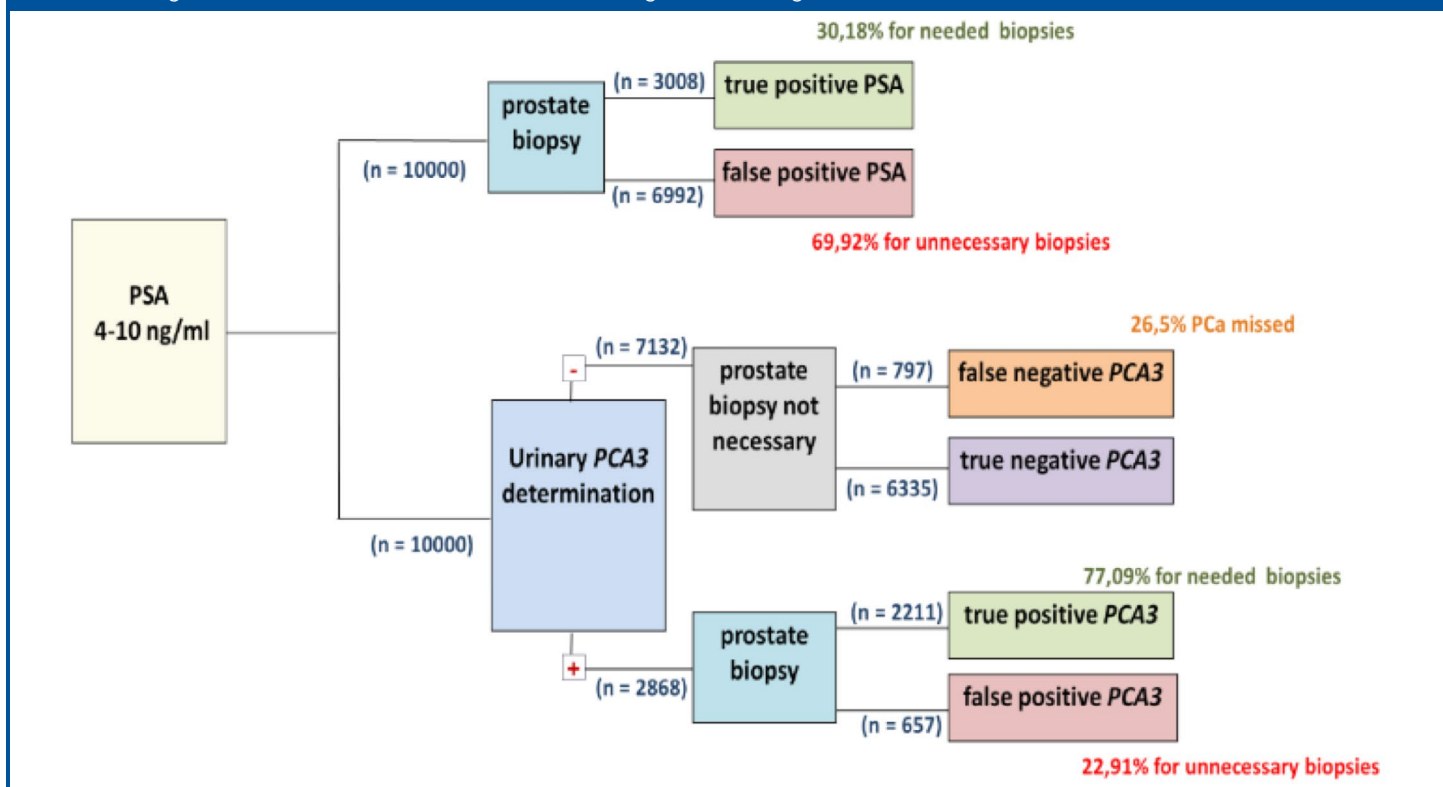 30,18% for needed biopsies
(n = 3008)
true positive PSA
prostate
biopsy
(n = 10000)
false positive PSA
(n = 6992)
69,92% for unnecessary biopsies
PSA
4-10 ng/ml
26,5% PCa missed
(n = 7132)
-
prostate
biopsy not
necessary
(n = 797)
false negative PCA3
Urinary PCA3
determination
true negative PCA3
(n = 6335)
(n = 10000)
77,09% for needed biopsies
(n = 2211)
true positive PCA3
prostate
biopsy
+
(n = 2868)
false positive PCA3
(n = 657)
22,91% for unnecessary biopsies